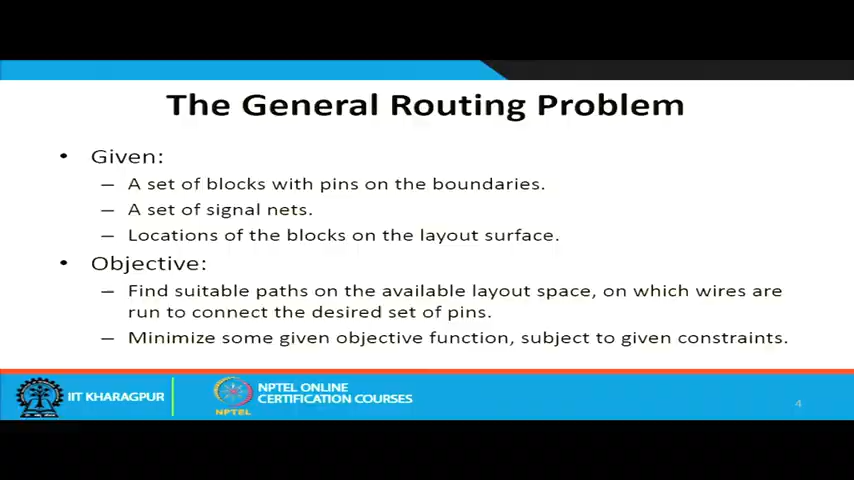 The General Routing Problem
• Given:
– A set of blocks with pins on the boundaries.
– A set of signal nets.
– Locations of the blocks on the layout surface.
• Objective:
– Find suitable paths on the available layout space, on which wires are
run to connect the desired set of pins.
– Minimize some given objective function, subject to given constraints.
IIT KHARAGPUR
NPTEL
NPTEL ONLINE
CERTIFICATION COURSES
4